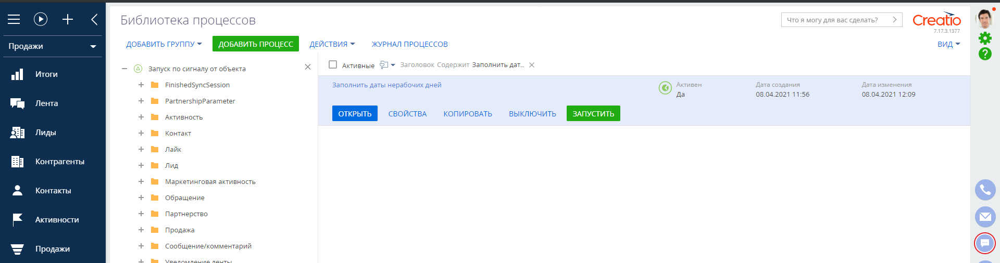 Библиотека процессов
Что я могу для вас сделать?
Creatio
7.17.3.1377
Продажи
ДОБАВИТЬ ГРУППУ
ДОБАВИТЬ ПРОЦЕСС
ДЕЙСТВИЯ
ЖУРНАЛ ПРОЦЕССОВ
ВИД
Итоги
Лента
Лиды
Контрагенты
Контакты
Активности
Продажи
Запуск по сигналу от объекта
FinishedSyncSession
PartnershipParameter
Активность
Контакт
Лайк
Лид
Маркетинговая активность
Обращение
Партнерство
Продажа
Сообщение/комментарий
Уведомление ленты
Активные
Заголовок Содержит Заполнить дат...
Заполнить даты нерабочих дней
Активен
Да
Дата создания
08.04.2021 11:56
Дата изменения
08.04.2021 12:09
ОТКРЫТЬ
СВОЙСТВА
КОПИРОВАТЬ
ВЫКЛЮЧИТЬ
ЗАПУСТИТЬ